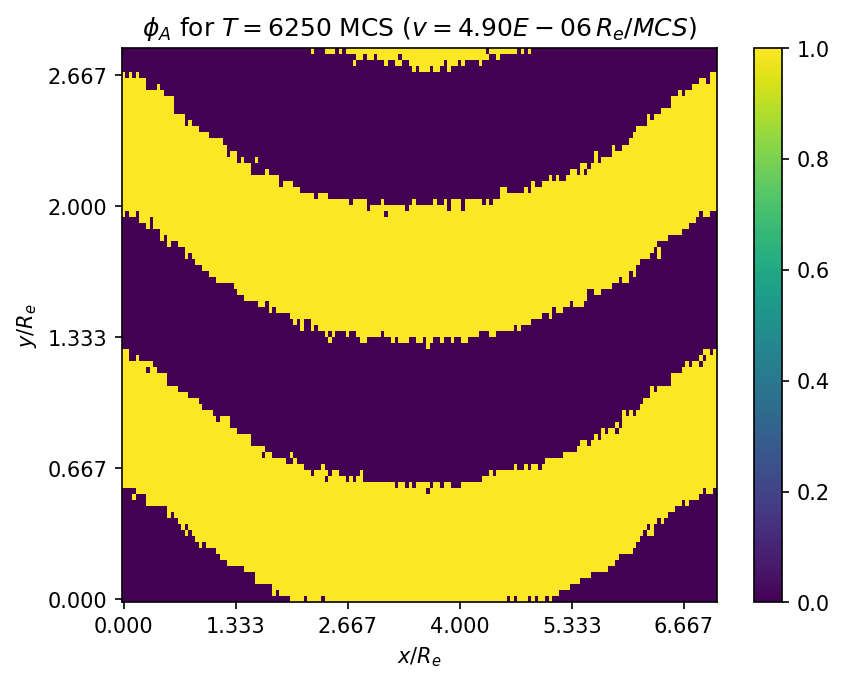 ϕ_A for T = 6250 MCS (v = 4.90E − 06 R_e/MCS)
2.667
2.000
1.333
0.667
0.000
y/R_e
0.000 1.333 2.667 4.000 5.333 6.667
x/R_e
1.0
0.8
0.6
0.4
0.2
0.0